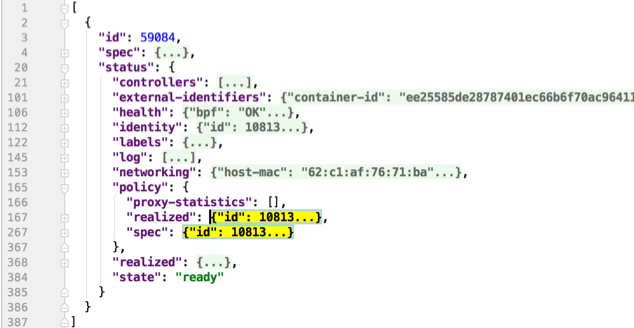 1 [
2 {
3 "id": 59084,
4 "spec": {...},
20 "status": {
21 "controllers": [...],
101 "external-identifiers": {"container-id": "ee25585de28787401ec66b6f70ac96411
106 "health": {"bpf": "OK"...},
112 "identity": {"id": 10813...},
122 "labels": {...},
145 "log": [...],
153 "networking": {"host-mac": "62:c1:af:76:71:ba"...},
165 "policy": {
166 "proxy-statistics": [],
167 "realized": {"id": 10813...},
267 "spec": {"id": 10813...}
367 },
368 "realized": {...},
384 "state": "ready"
385 }
386 }
387 ]